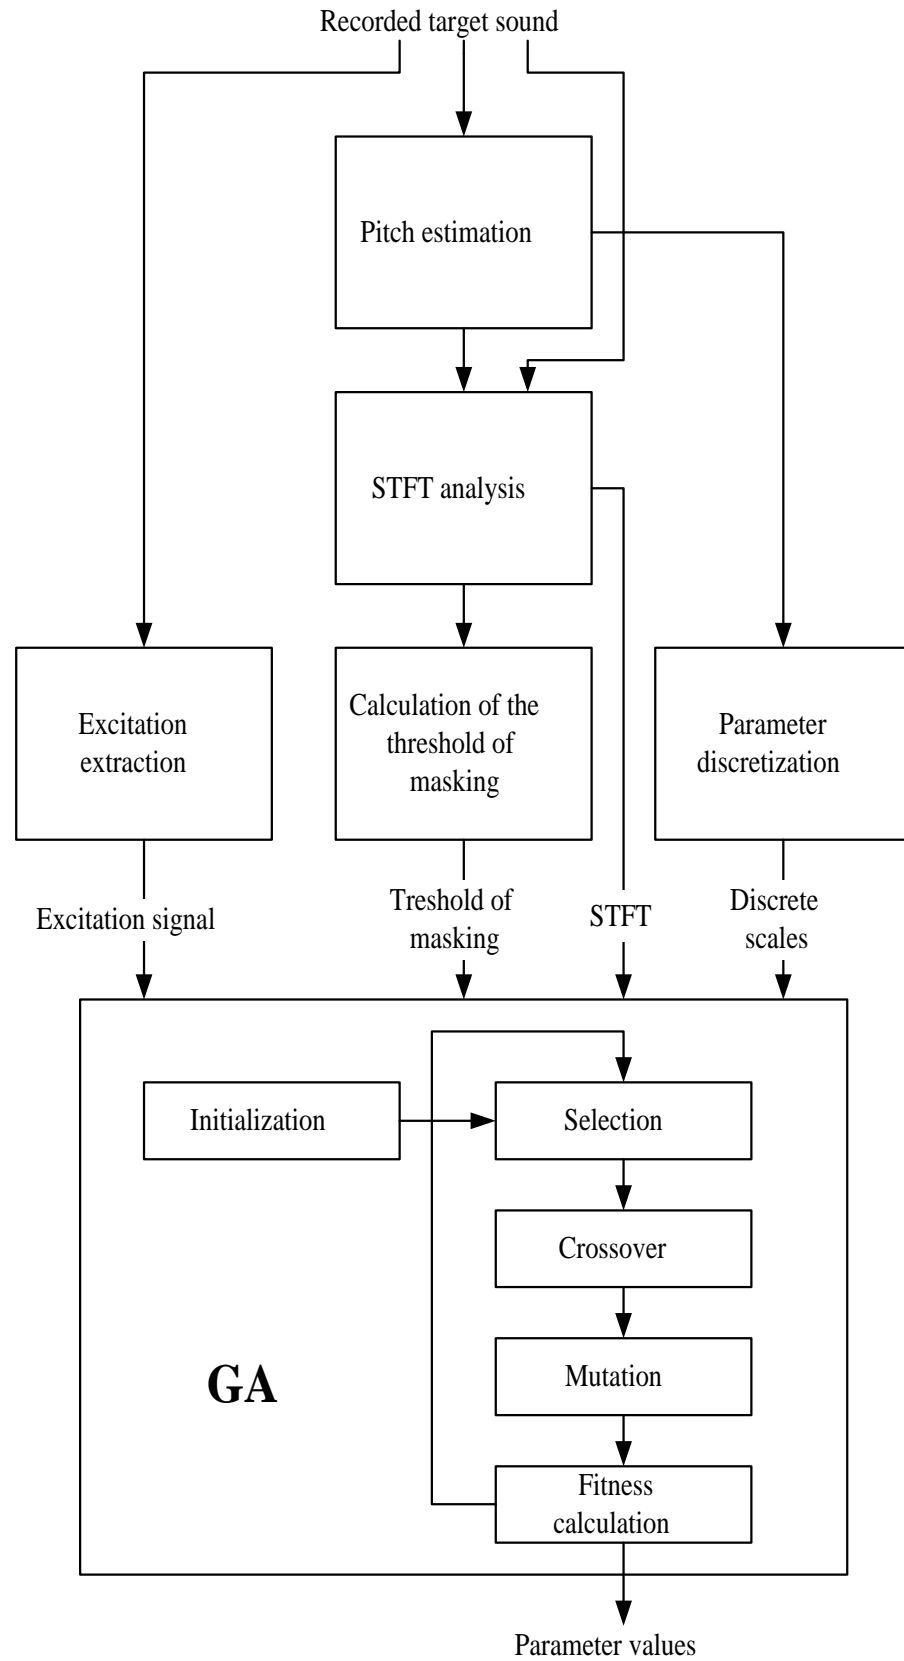 Recorded target sound
Pitch estimation
STFT analysis
Excitation
extraction
Calculation of the
threshold of
masking
Parameter
discretization
Excitation signal
Treshold of
masking
STFT
Discrete
scales
Initialization
Selection
Crossover
Mutation
GA
Fitness
calculation
Parameter values